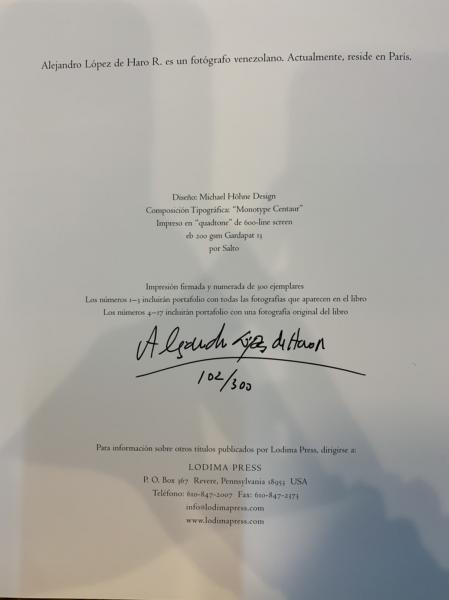 Alejandro López de Haro R. es un fotógrafo venezolano. Actualmente, reside en París.
Diseño: Michael Höhne Design
Composición Tipográfica: “Monotype Centaur”
Impreso en “quadtone” de 600-line screen
eb 200 gsm Gardapat 13
por Salto
Impresión firmada y numerada de 300 ejemplares
Los números 1–3 incluirán portafolio con todas las fotografías que aparecen en el libro
Los números 4–17 incluirán portafolio con una fotografía original del libro
Alejandro López de Haro R
102/300
Para información sobre otros títulos publicados por Lodima Press, dirigirse a:
LODIMA PRESS
P. O. Box 367 Revere, Pennsylvania 18953 USA
Teléfono: 610-847-2007 Fax: 610-847-2373
info@lodimapress.com
www.lodimapress.com